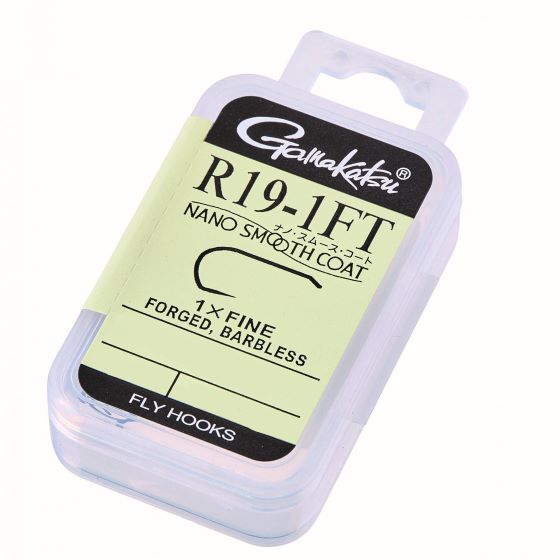 Gamakatsu®
R19-1FT
ナノ・スムース・コート
NANO SMOOTH COAT
1×FINE
FORGED, BARBLESS
FLY HOOKS